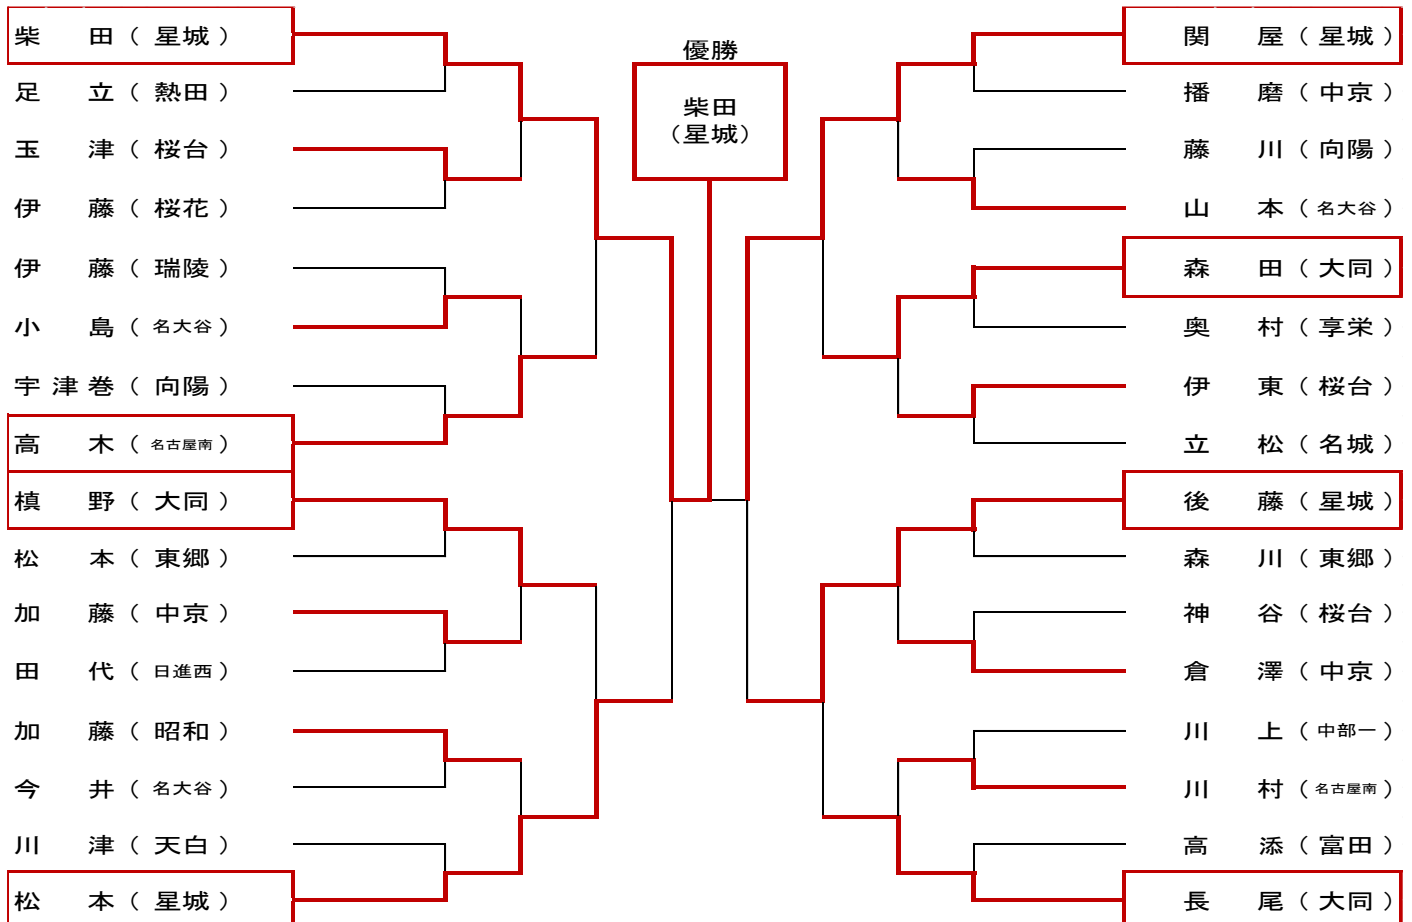 柴田（星城）
足立（熱田）
玉津（桜台）
伊藤（桜花）
伊藤（瑞陵）
小島（名大谷）
宇津巻（向陽）
高木（名古屋南）
槙野（大同）
松本（東郷）
加藤（中京）
田代（日進西）
加藤（昭和）
今井（名大谷）
川津（天白）
松本（星城）
優勝
柴田
（星城）
関屋（星城）
播磨（中京）
藤川（向陽）
山本（名大谷）
森田（大同）
奥村（享栄）
伊東（桜台）
立松（名城）
後藤（星城）
森川（東郷）
神谷（桜台）
倉澤（中京）
川上（中部一）
川村（名古屋南）
高添（富田）
長尾（大同）